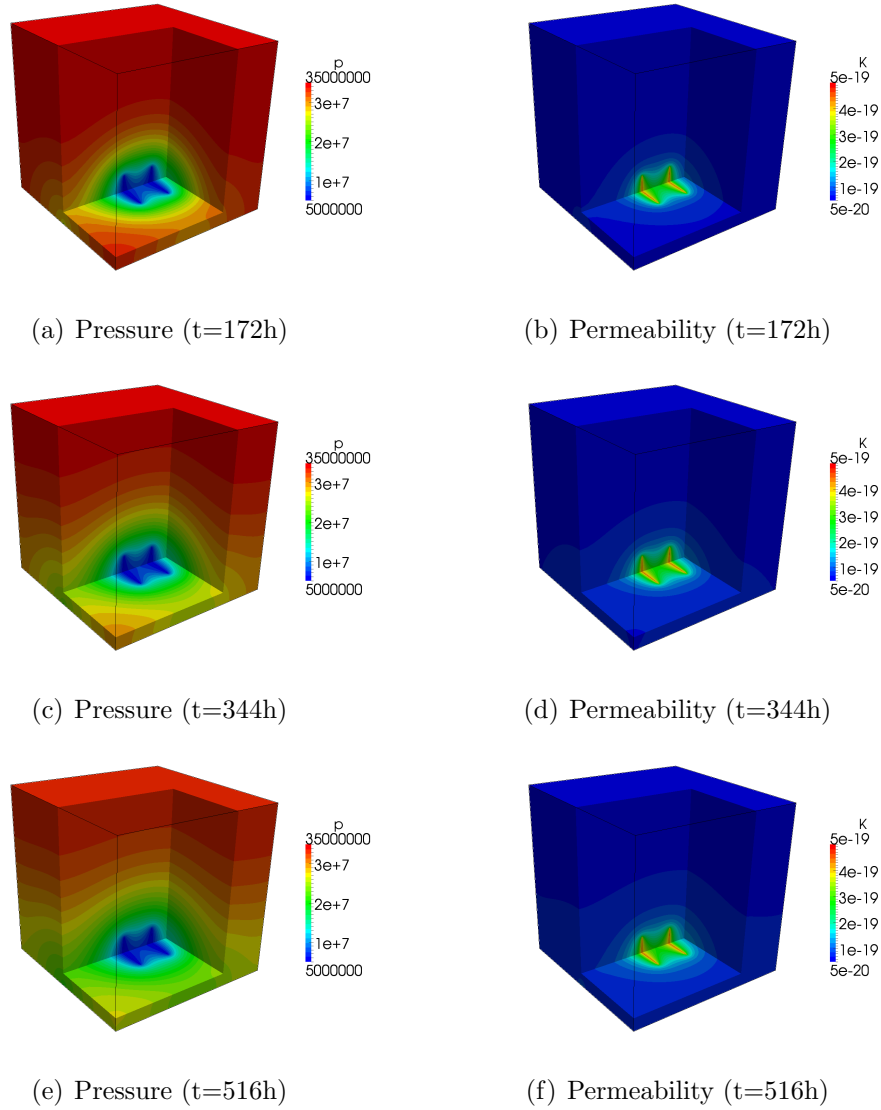 p
35000000
3e+7
2e+7
1e+7
5000000
K
5e-19
4e-19
3e-19
2e-19
1e-19
5e-20
(a) Pressure (t=172h)
(b) Permeability (t=172h)
p
35000000
3e+7
2e+7
1e+7
5000000
K
5e-19
4e-19
3e-19
2e-19
1e-19
5e-20
(c) Pressure (t=344h)
(d) Permeability (t=344h)
p
35000000
3e+7
2e+7
1e+7
5000000
K
5e-19
4e-19
3e-19
2e-19
1e-19
5e-20
(e) Pressure (t=516h)
(f) Permeability (t=516h)